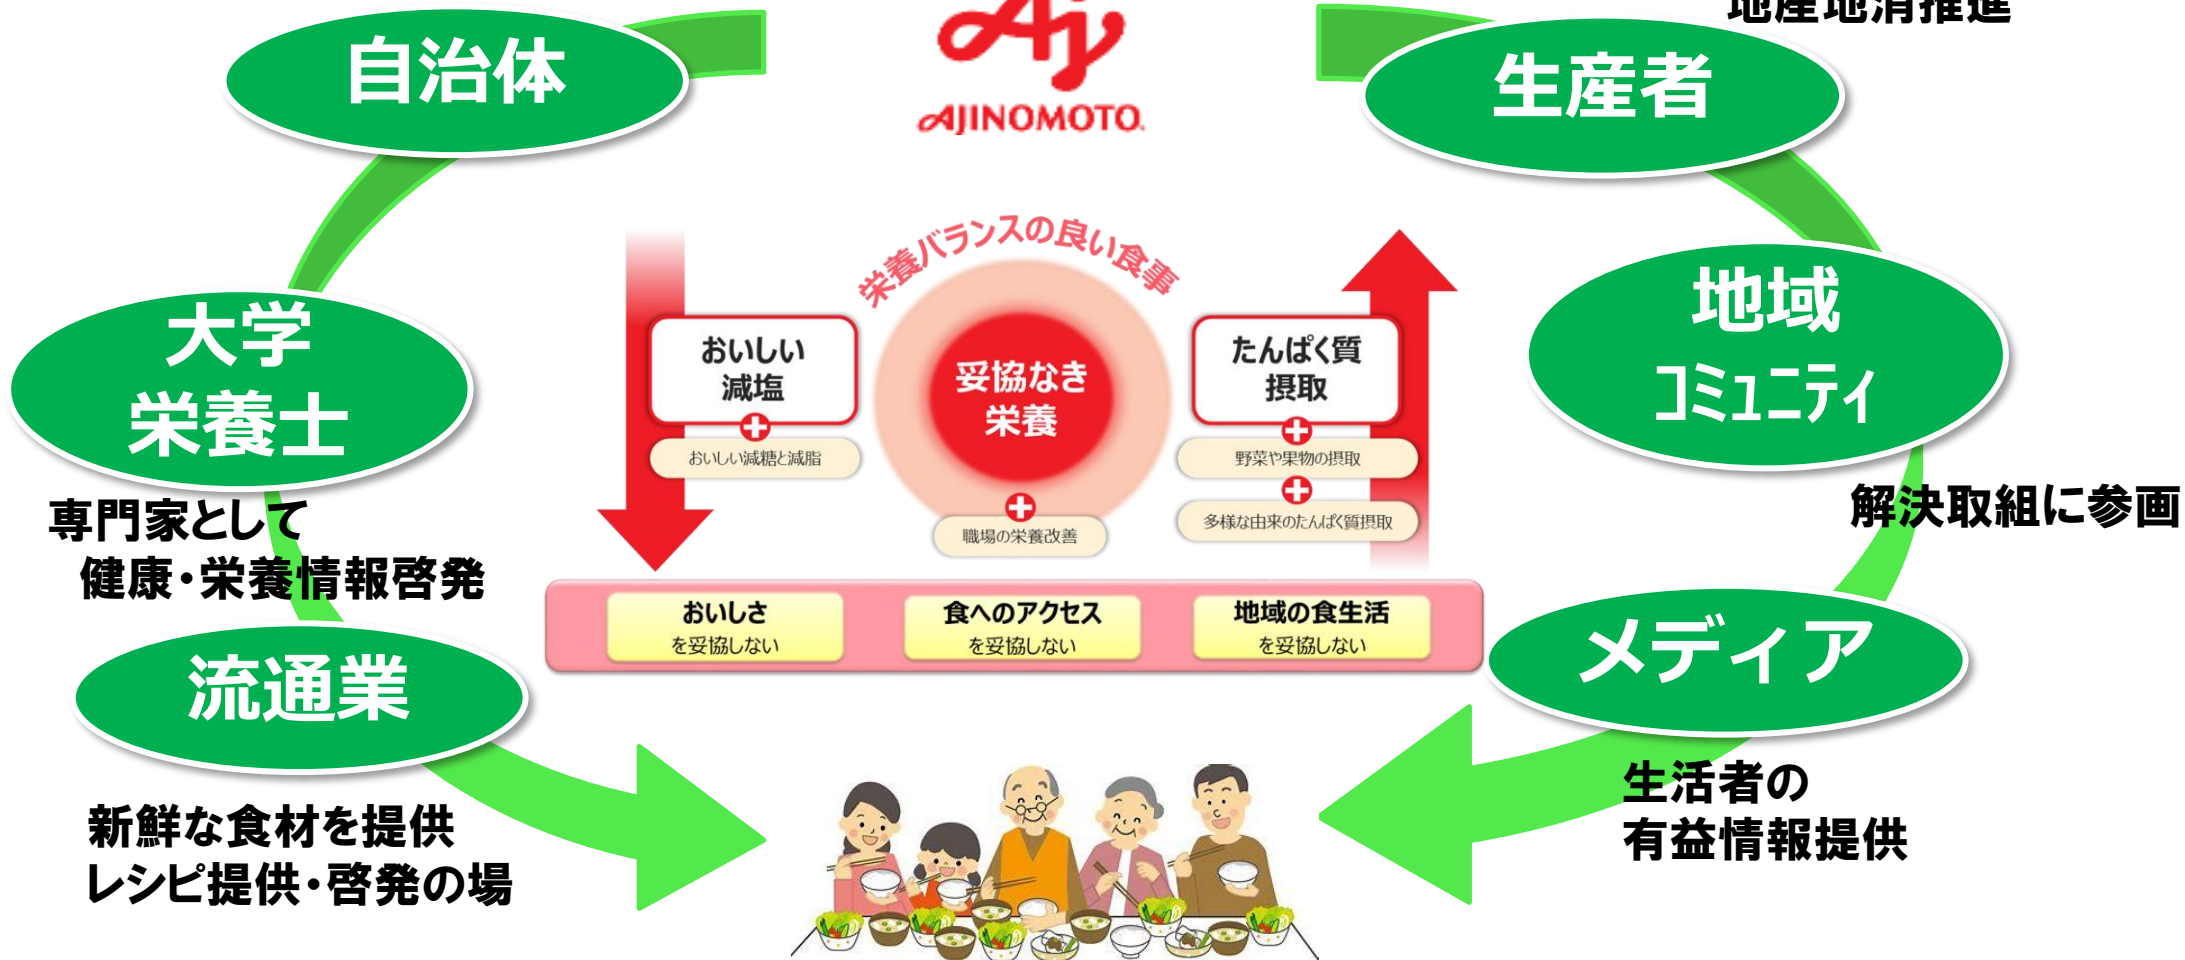 地産地消推進
自治体
Aj
AJINOMOTO.
生産者
栄養バランスの良い食事
大学
栄養士
専門家として
健康・栄養情報啓発
流通業
新鮮な食材を提供
レシピ提供・啓発の場
おいしい
減塩
おいしい減糖と減脂
妥協なき
栄養
職場の栄養改善
たんぱく質
摂取
野菜や果物の摂取
多様な由来のたんぱく質摂取
おいしさ
を妥協しない
食へのアクセス
を妥協しない
地域の食生活
を妥協しない
地域
コミュニティ
解決取組に参画
メディア
生活者の
有益情報提供